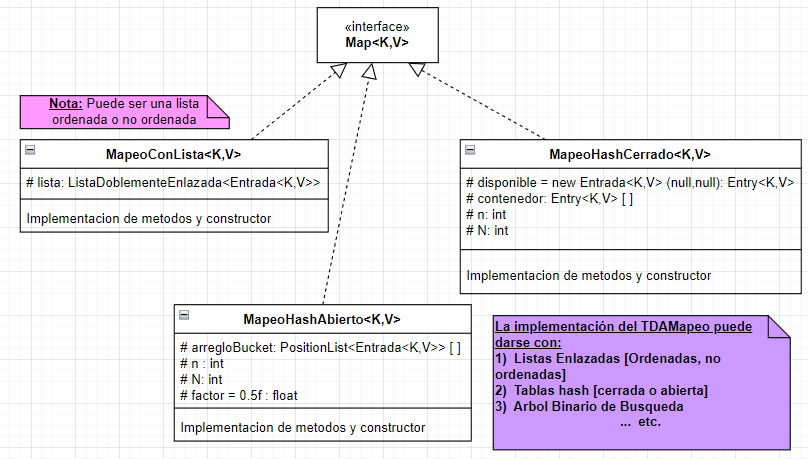 «interface»
Map<K,V>
Nota: Puede ser una lista
ordenada o no ordenada
MapeoConLista<K,V>
# lista: ListaDoblementeEnlazada<Entrada<K,V>>
Implementacion de metodos y constructor
MapeoHashCerrado<K,V>
# disponible = new Entrada<K,V> (null,null): Entry<K,V>
# contenedor: Entry<K,V> [ ]
# n: int
# N: int
Implementacion de metodos y constructor
MapeoHashAbierto<K,V>
# arregloBucket: PositionList<Entrada<K,V>> [ ]
# n : int
# N: int
# factor = 0.5f : float
Implementacion de metodos y constructor
La implementación del TDAMapeo puede
darse con:
1) Listas Enlazadas [Ordenadas, no
ordenadas]
2) Tablas hash [cerrada o abierta]
3) Arbol Binario de Busqueda
... etc.